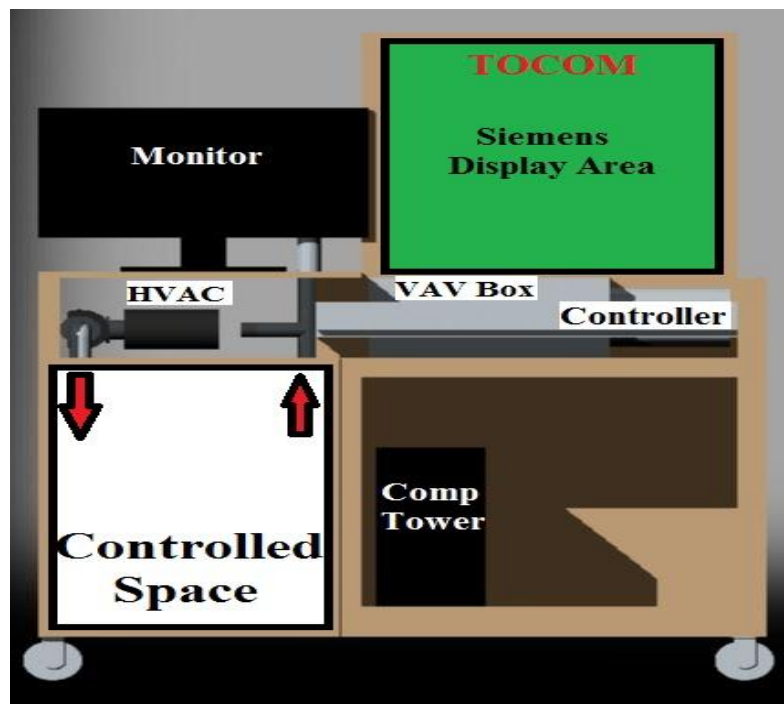 TOCOM
Siemens
Display Area
Monitor
HVAC
VAV Box
Controller
Comp
Tower
Controlled
Space